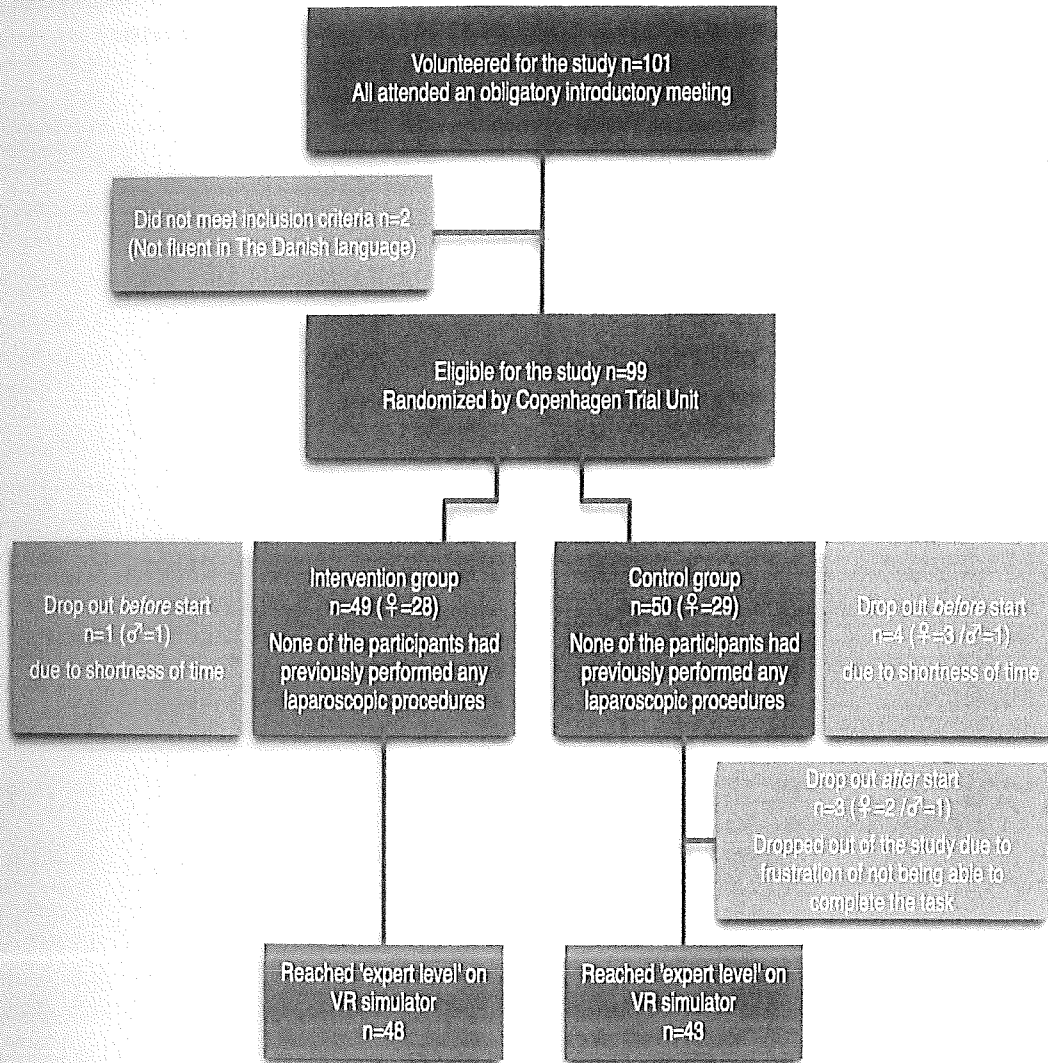 Volunteered for the study n=101
All attended an obligatory introductory meeting
Did not meet inclusion criteria n=2
(Not fluent in The Danish language)
Eligible for the study n=99
Randomized by Copenhagen Trial Unit
Drop out before start
n=1 (♂=1)
due to shortness of time
Intervention group
n=49 (♀=28)
None of the participants had
previously performed any
laparoscopic procedures
Control group
n=50 (♀=29)
None of the participants had
previously performed any
laparoscopic procedures
Drop out before start
n=4 (♀=3 /♂=1)
due to shortness of time
Drop out after start
n=3 (♀=2 /♂=1)
Dropped out of the study due to
frustration of not being able to
complete the task
Reached 'expert level' on
VR simulator
n=48
Reached 'expert level' on
VR simulator
n=43